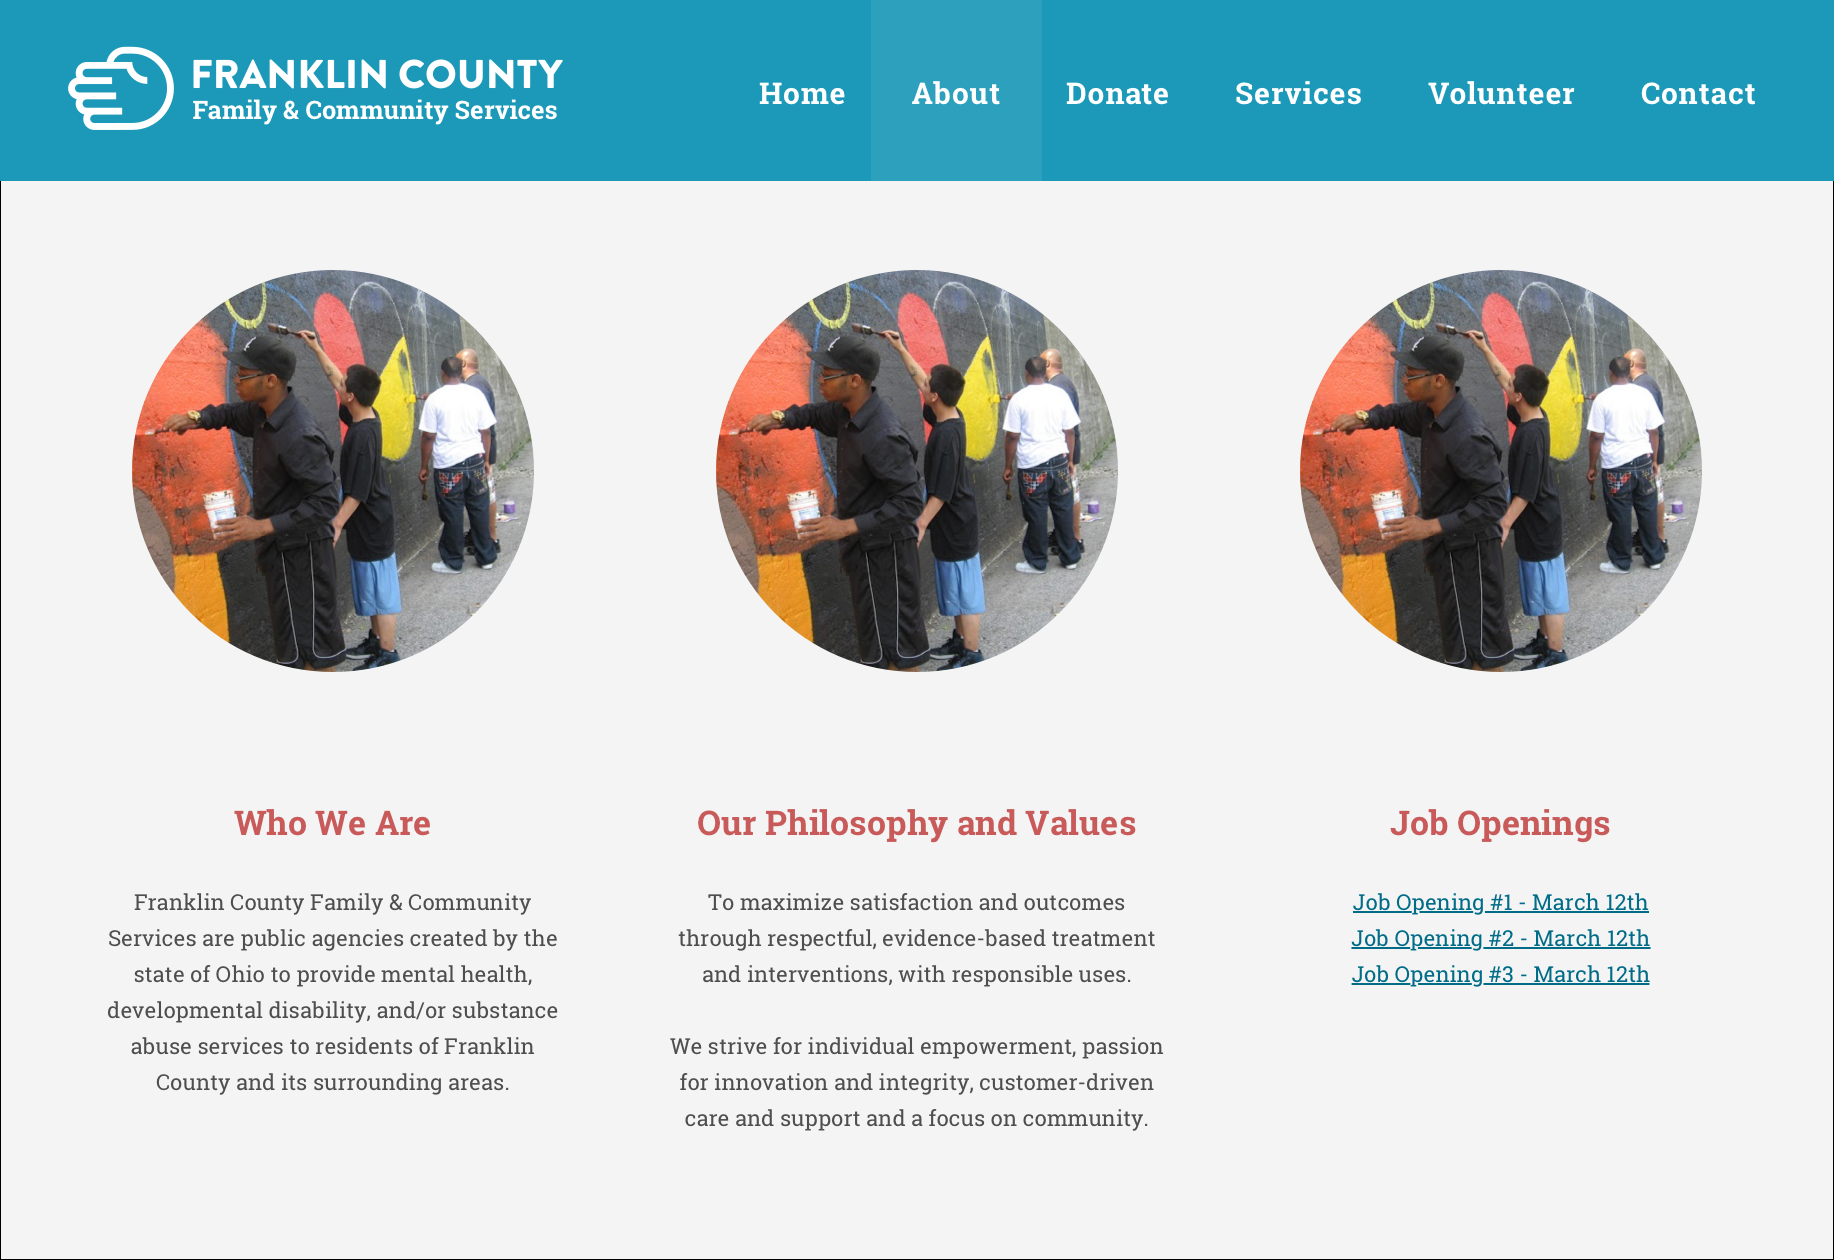 FRANKLIN COUNTY
Family & Community Services
Home
About
Donate
Services
Volunteer
Contact
Who We Are
Franklin County Family & Community
Services are public agencies created by the
state of Ohio to provide mental health,
developmental disability, and/or substance
abuse services to residents of Franklin
County and its surrounding areas.
Our Philosophy and Values
To maximize satisfaction and outcomes
through respectful, evidence-based treatment
and interventions, with responsible uses.
We strive for individual empowerment, passion
for innovation and integrity, customer-driven
care and support and a focus on community.
Job Openings
Job Opening #1 - March 12th
Job Opening #2 - March 12th
Job Opening #3 - March 12th